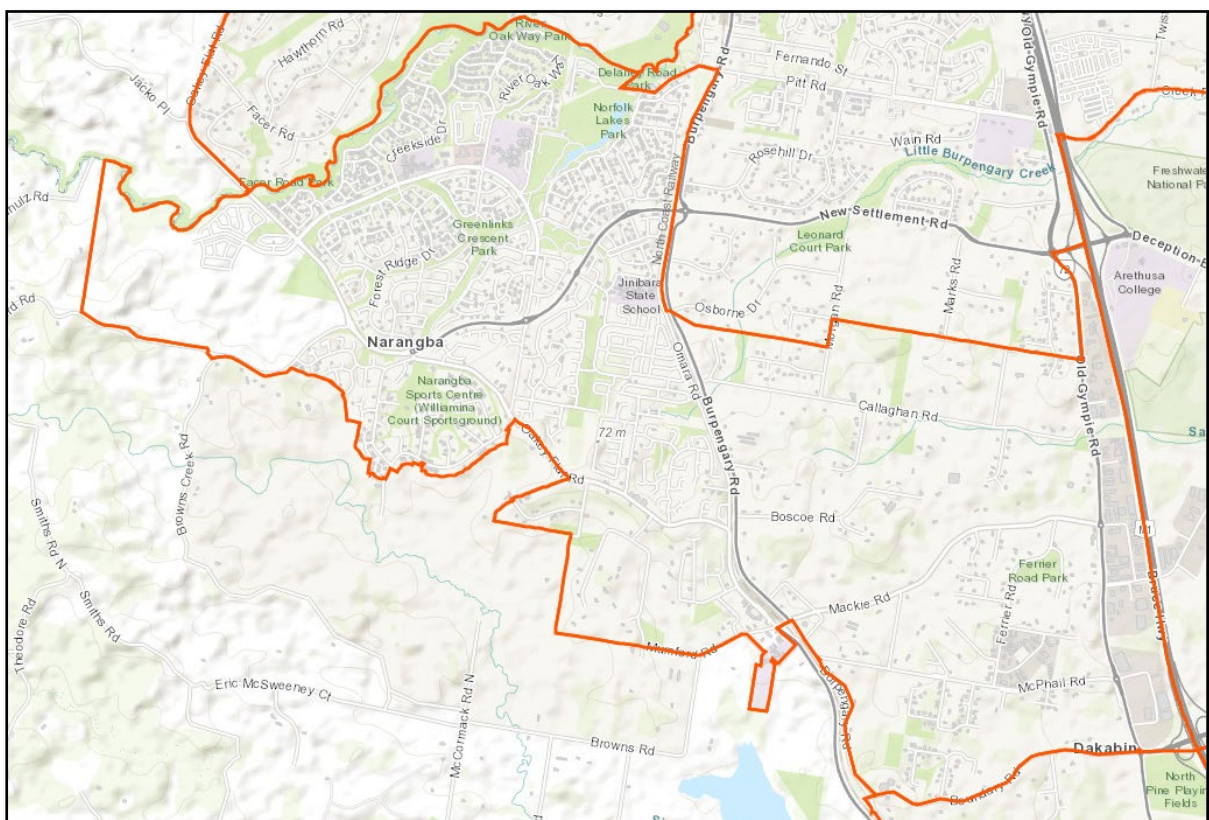 Hawthorn Rd
River
Oak Way Park
Oakey Flat Rd
Jacko Pl
Facer Rd
River Oak Way
Delaney Road
Park
Norfolk
Lakes
Park
Creekside Dr
Facer Road Park
Burpengary Rd
Fernando St
Pitt Rd
Wain Rd
Rosehill Dr
Little Burpengary Creek
Old Gympie Rd
Freshwate
National Pa
North Coast Railway
New Settlement Rd
Leonard
Court Park
Deception B
Arethusa
College
Greenlinks
Crescent
Park
Forest Ridge Dr
Jinibara
State
School
Osborne Dr
Morgan Rd
Marks Rd
Narangba
Narangba
Sports Centre
(Williamina
Court Sportsground)
Omara Rd
Burpengary Rd
Callaghan Rd
Old Gympie Rd
72 m
Oakey Flat Rd
Browns Creek Rd
Boscoe Rd
M1
Bruce Hwy
Smiths Rd N
Smiths Rd
Theodore Rd
Ferrier
Road Park
Ferrier Rd
Mackie Rd
Mumford Rd
Burpengary Rd
McPhail Rd
Eric McSweeney Ct
McCormack Rd N
Browns Rd
Dakabin
Boundary Rd
North
Pine Playin
Fields